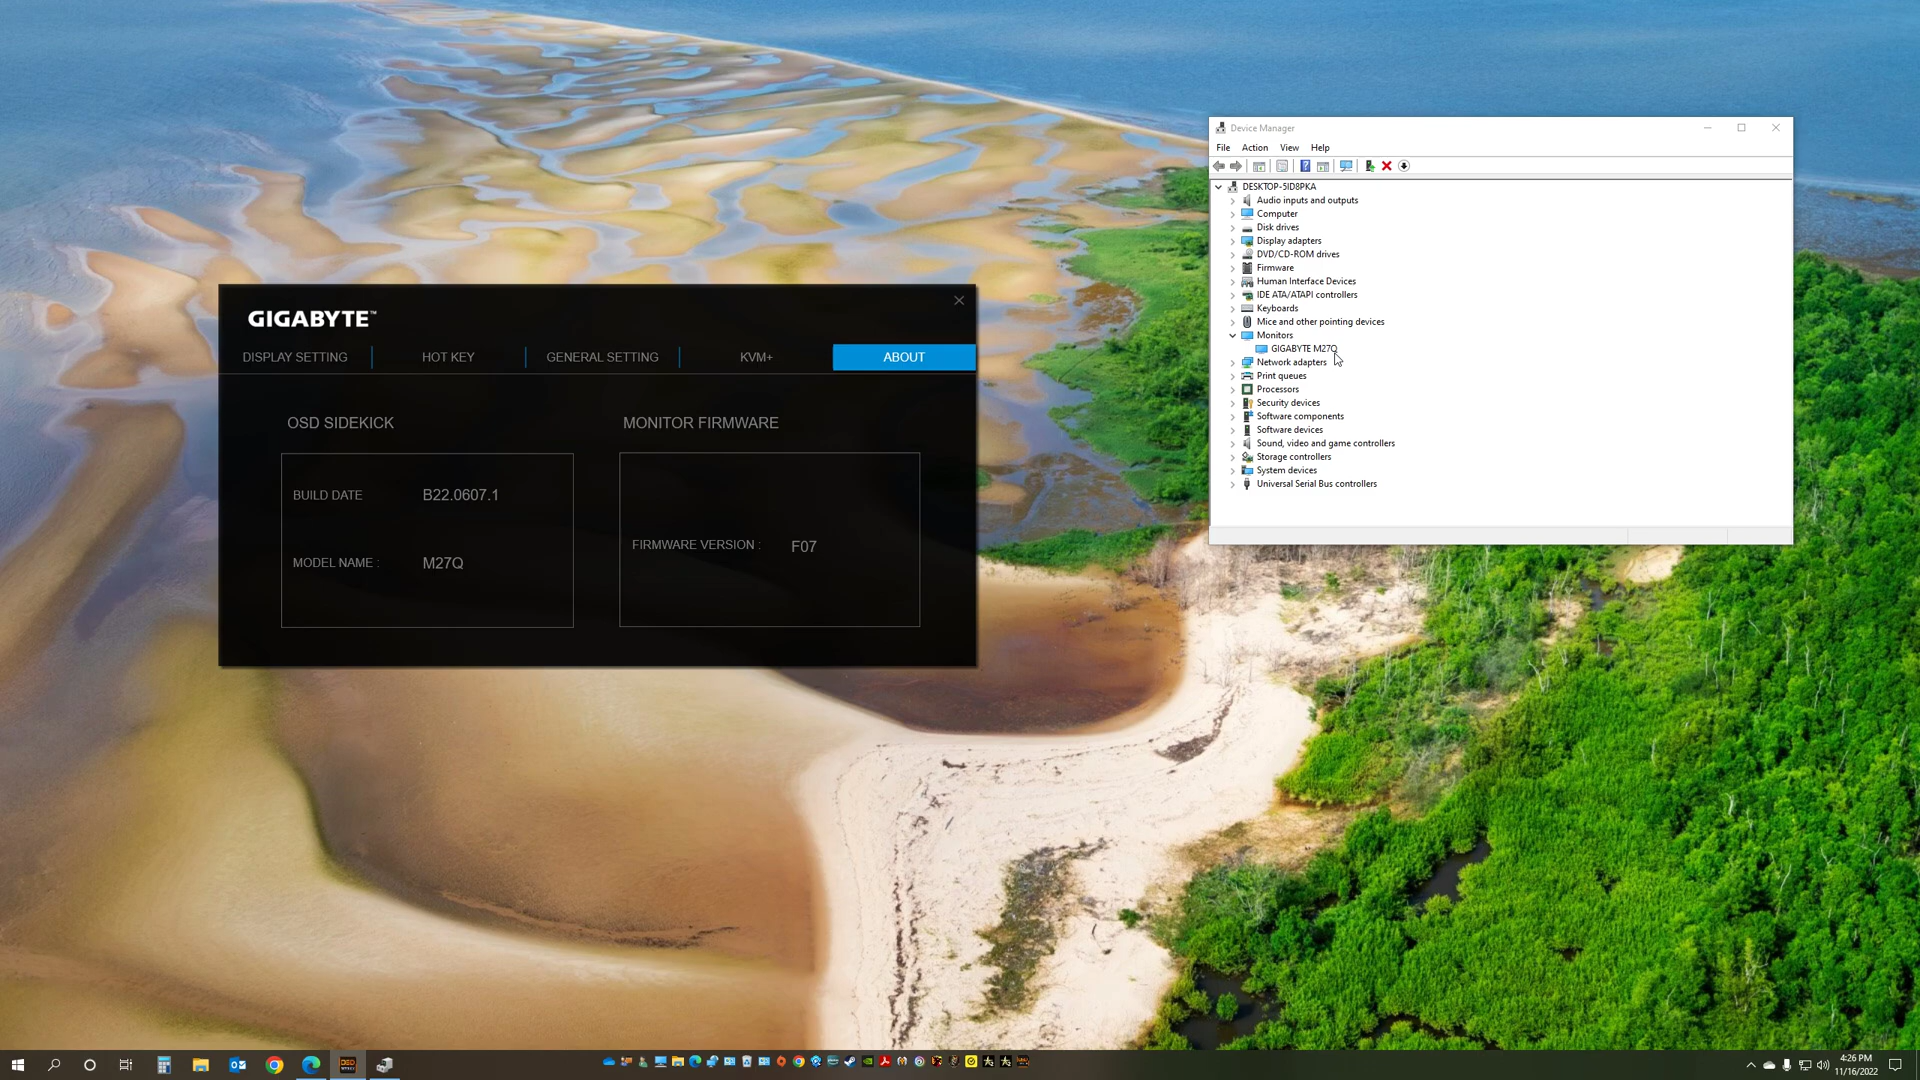 GIGABYTE™
DISPLAY SETTING
HOT KEY
GENERAL SETTING
KVM+
ABOUT
OSD SIDEKICK
BUILD DATE
B22.0607.1
MODEL NAME :
M27Q
MONITOR FIRMWARE
FIRMWARE VERSION :
F07
Device Manager
File Action View Help
DESKTOP-5ID8PKA
Audio inputs and outputs
Computer
Disk drives
Display adapters
DVD/CD-ROM drives
Firmware
Human Interface Devices
IDE ATA/ATAPI controllers
Keyboards
Mice and other pointing devices
Monitors
GIGABYTE M27Q
Network adapters
Print queues
Processors
Security devices
Software components
Software devices
Sound, video and game controllers
Storage controllers
System devices
Universal Serial Bus controllers
4:26 PM
11/16/2022